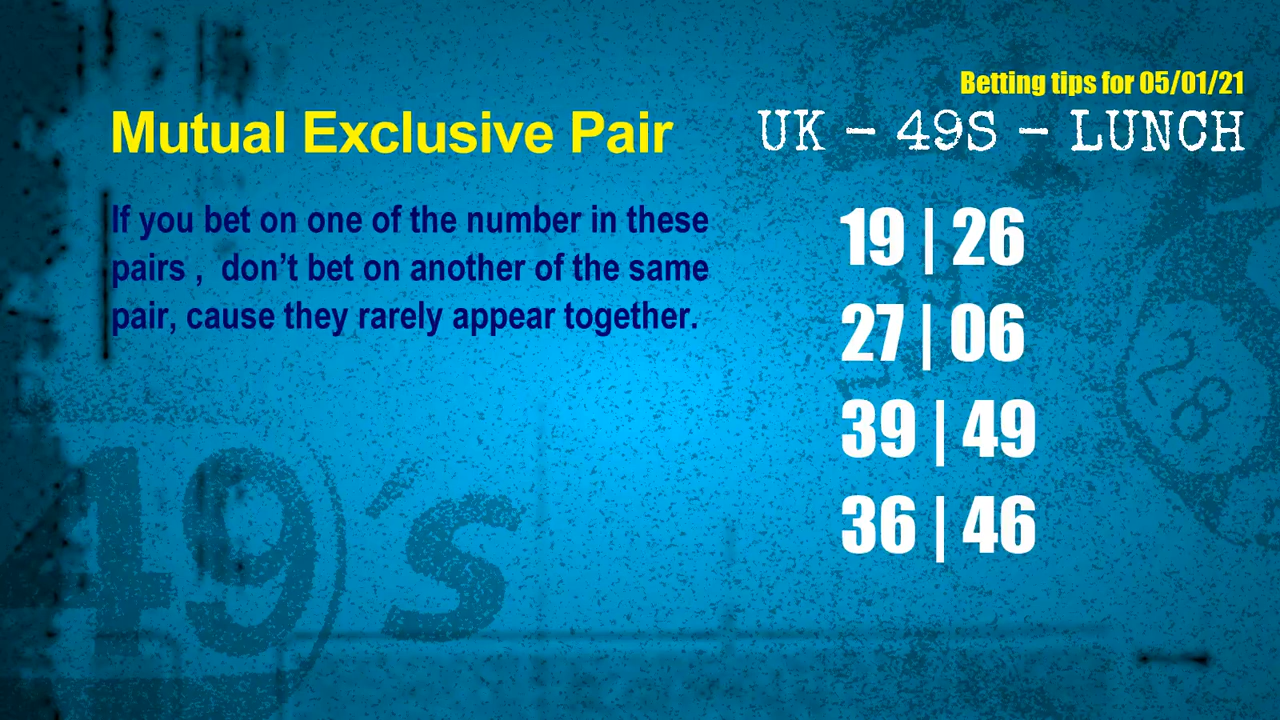 Betting tips for 05/01/21
Mutual Exclusive Pair
UK - 49S - LUNCH
If you bet on one of the number in these
pairs ,  don't bet on another of the same
pair, cause they rarely appear together.
19 | 26
27 | 06
39 | 49
36 | 46
28
49's